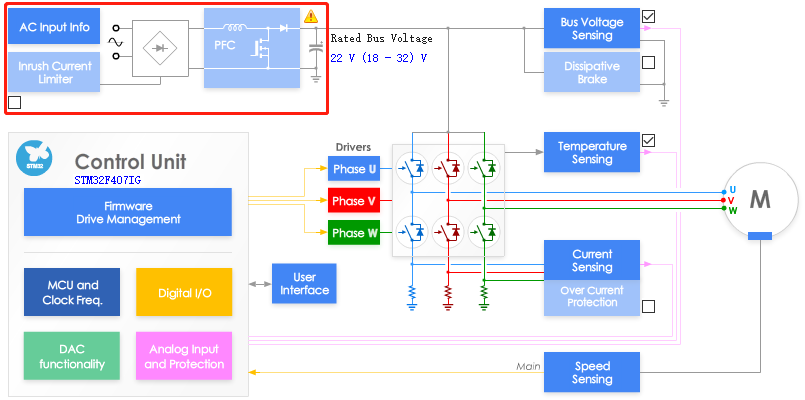 AC Input Info
PFC
Inrush Current
Limiter
Rated Bus Voltage
22 V (18 – 32) V
Bus Voltage
Sensing
Dissipative
Brake
STM32
Control Unit
STM32F407IG
Firmware
Drive Management
Drivers
Phase U
Phase V
Phase W
Temperature
Sensing
U
V
W
M
MCU and
Clock Freq.
Digital I/O
User
Interface
Current
Sensing
Over Current
Protection
DAC
functionality
Analog Input
and Protection
Main
Speed
Sensing